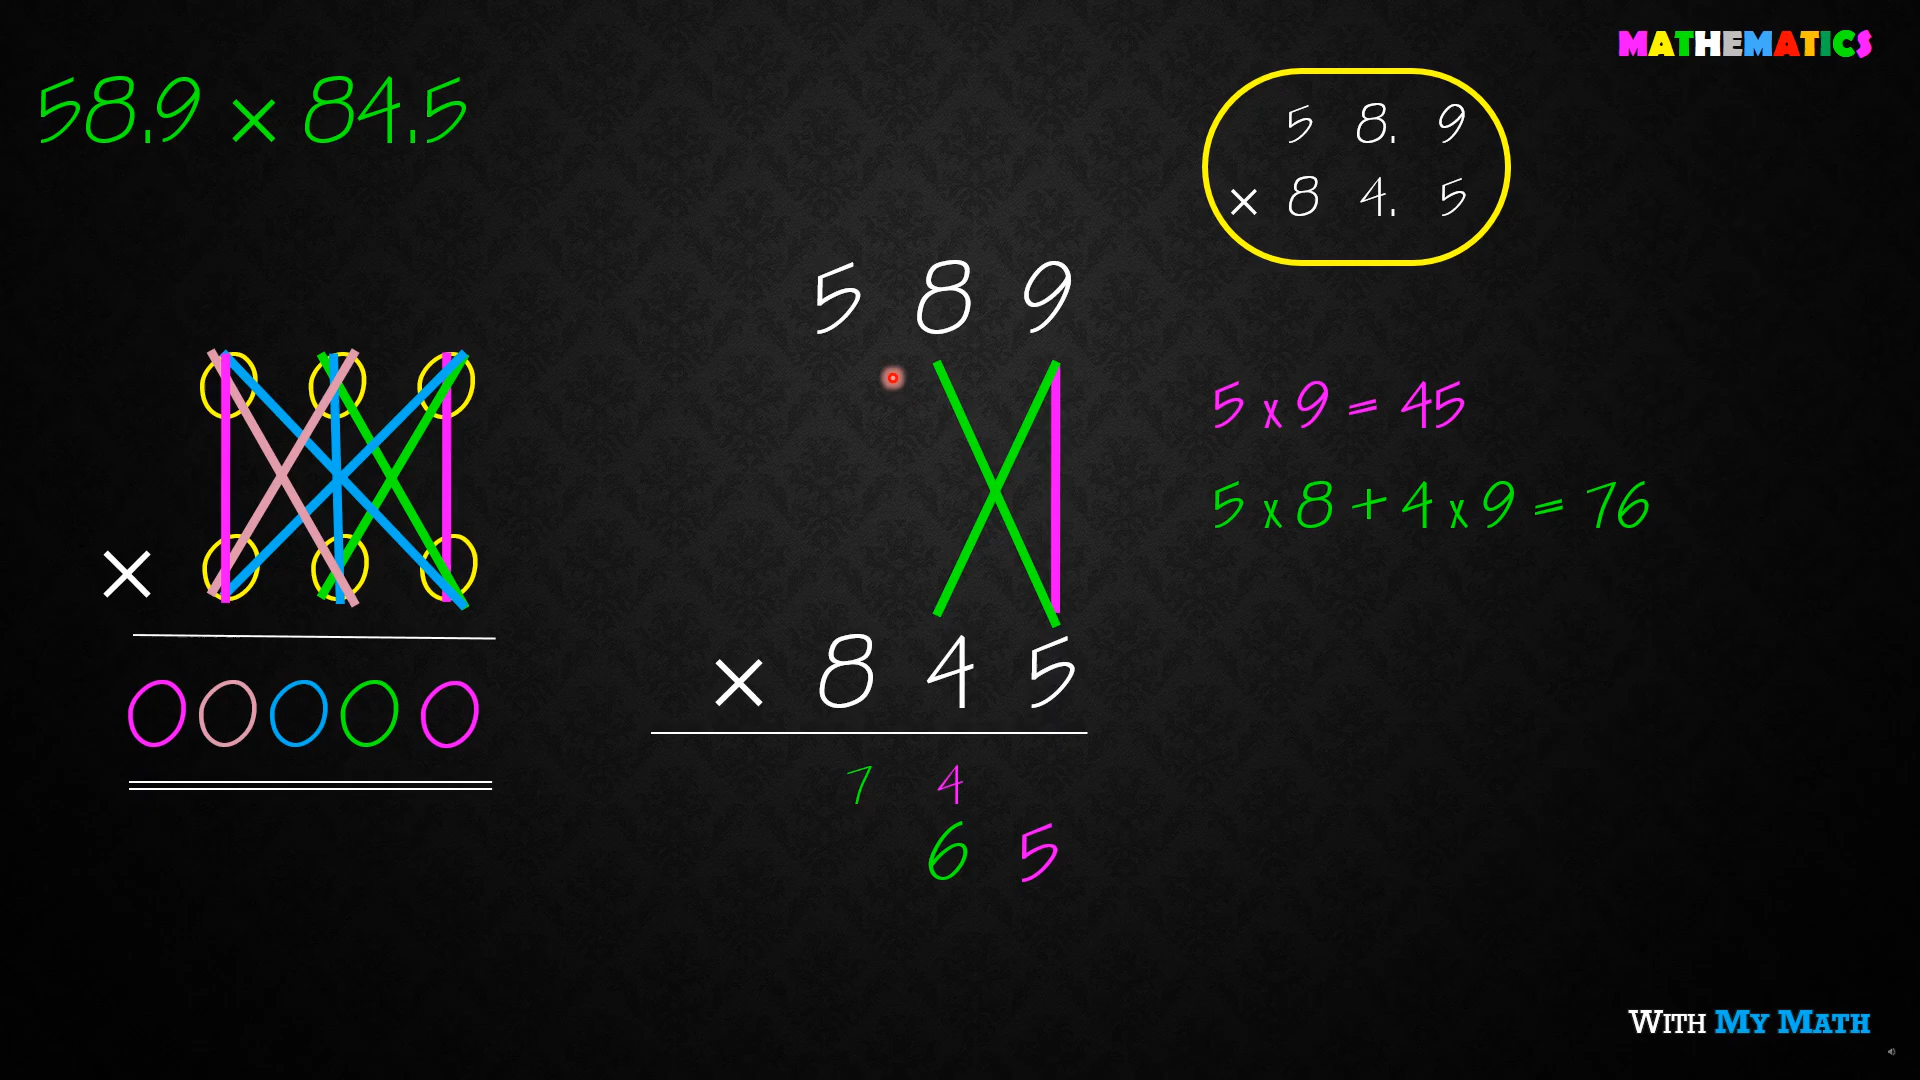 MATHEMATICS
58.9 × 84.5
5 8. 9
× 8 4. 5
5 8 9
5 x 9 = 45
5 x 8 + 4 x 9 = 76
×
× 8 4 5
7 4
6 5
WITH MY MATH